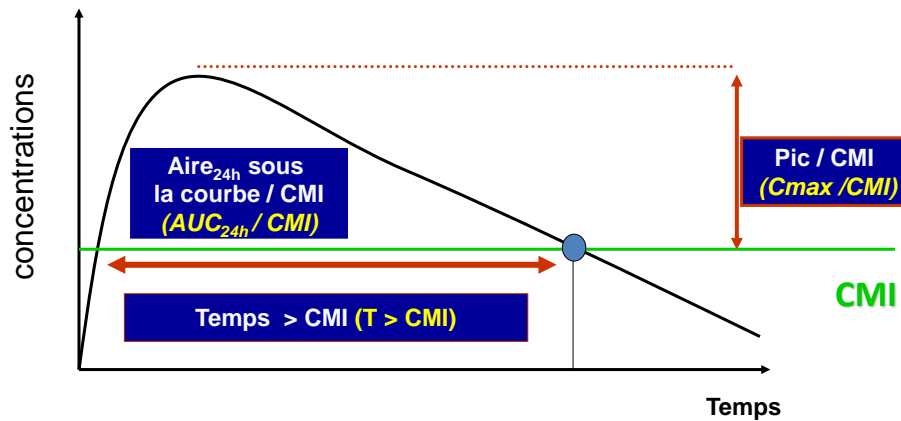 concentrations
Aire24h sous
la courbe / CMI
(AUC24h / CMI)
Pic / CMI
(Cmax /CMI)
CMI
Temps > CMI (T > CMI)
Temps